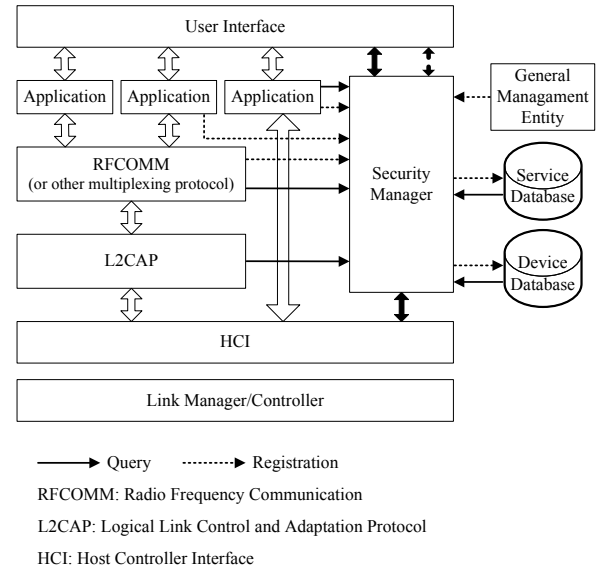 User Interface
Application
Application
Application
General
Managament
Entity
RFCOMM
(or other multiplexing protocol)
Security
Manager
Service
Database
L2CAP
Device
Database
HCI
Link Manager/Controller
Query
Registration
RFCOMM: Radio Frequency Communication
L2CAP: Logical Link Control and Adaptation Protocol
HCI: Host Controller Interface